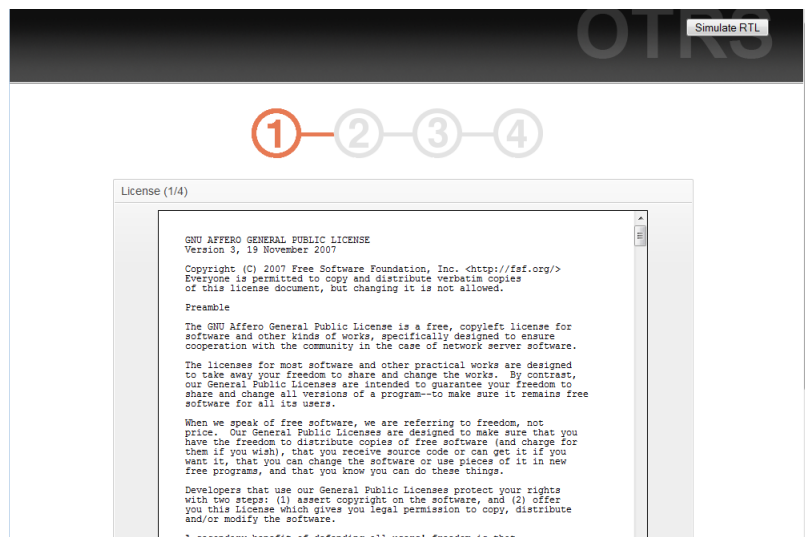 OTRS
Simulate RTL
1 2 3 4
License (1/4)
GNU AFFERO GENERAL PUBLIC LICENSE
Version 3, 19 November 2007
Copyright (C) 2007 Free Software Foundation, Inc. <http://fsf.org/>
Everyone is permitted to copy and distribute verbatim copies
of this license document, but changing it is not allowed.
Preamble
The GNU Affero General Public License is a free, copyleft license for
software and other kinds of works, specifically designed to ensure
cooperation with the community in the case of network server software.
The licenses for most software and other practical works are designed
to take away your freedom to share and change the works.  By contrast,
our General Public Licenses are intended to guarantee your freedom to
share and change all versions of a program--to make sure it remains free
software for all its users.
When we speak of free software, we are referring to freedom, not
price.  Our General Public Licenses are designed to make sure that you
have the freedom to distribute copies of free software (and charge for
them if you wish), that you receive source code or can get it if you
want it, that you can change the software or use pieces of it in new
free programs, and that you know you can do these things.
Developers that use our General Public Licenses protect your rights
with two steps: (1) assert copyright on the software, and (2) offer
you this License which gives you legal permission to copy, distribute
and/or modify the software.
A secondary benefit of defending all users' freedom is that